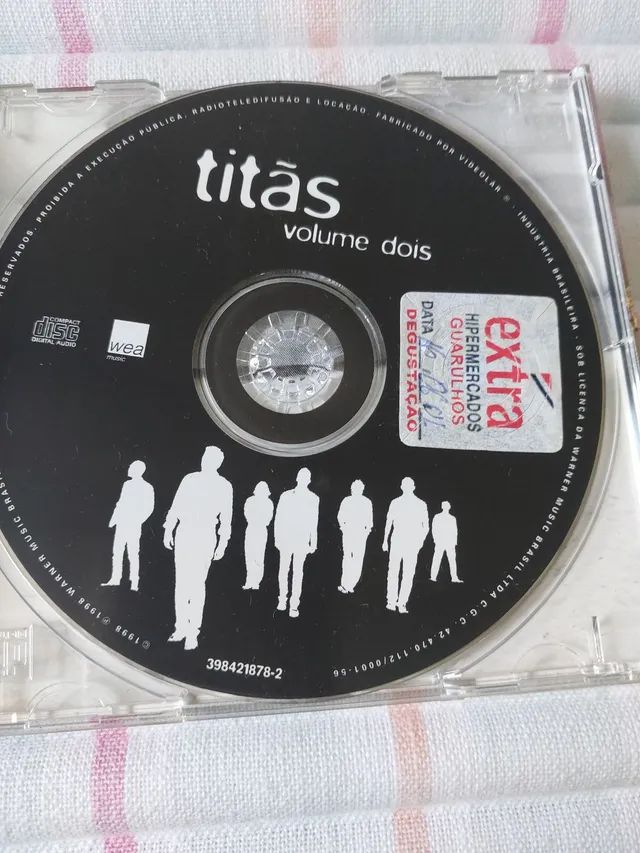 RESERVADOS. PROIBIDA A EXECUÇÃO PÚBLICA, RADIOTELEDIFUSÃO E LOCAÇÃO. FABRICADO POR VIDEOLAR ® · INDÚSTRIA BRASILEIRA · SOB LICENÇA DA WARNER MUSIC BRASIL LTDA C.G.C. 42.470.112/0001-56
titãs
volume dois
COMPACT
disc
DIGITAL AUDIO
wea
music
extra
HIPERMERCADOS
GUARULHOS
DATA
DEGUSTAÇÃO
398421878-2
©1998 ℗1998 WARNER MUSIC BRASIL